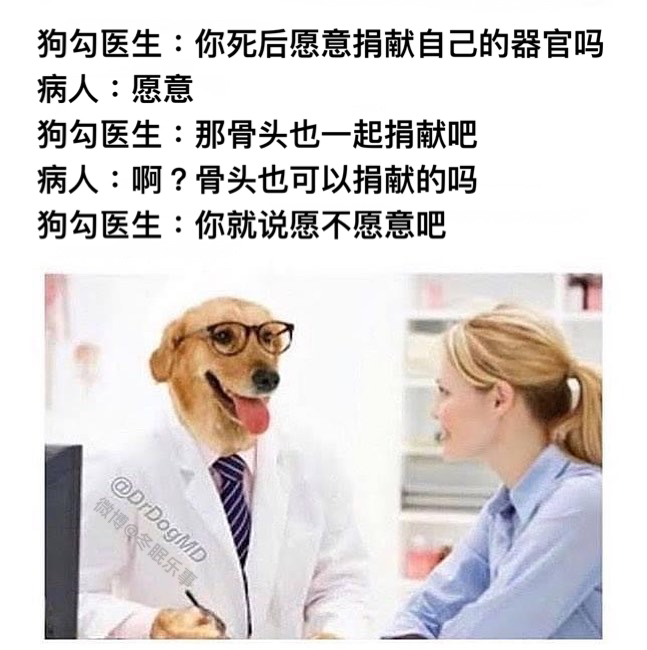 狗勾医生：你死后愿意捐献自己的器官吗
病人：愿意
狗勾医生：那骨头也一起捐献吧
病人：啊？骨头也可以捐献的吗
狗勾医生：你就说愿不愿意吧
@DrDogMD
微博@冬眠乐事